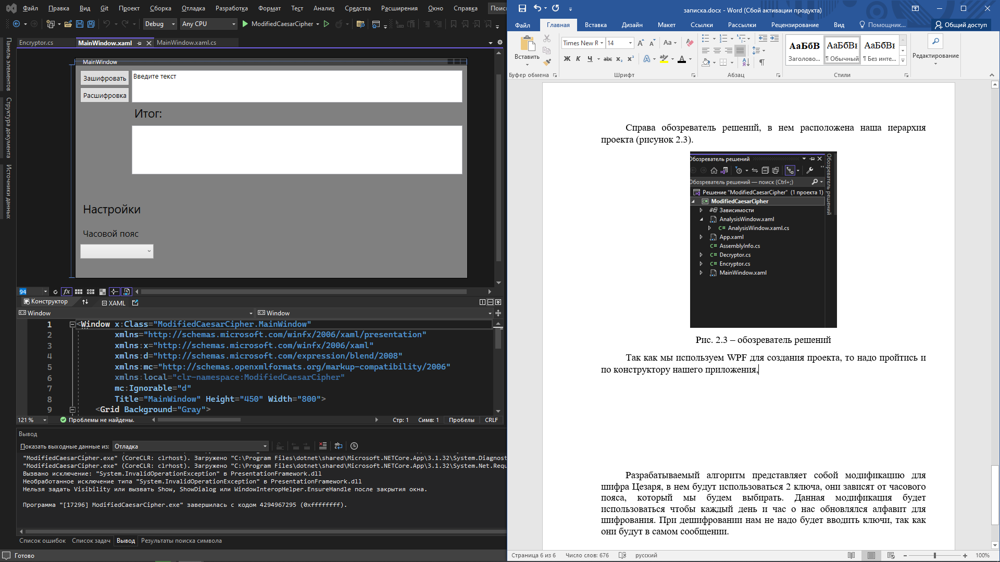 Файл Правка Вид Git Проект Сборка Отладка Разработка Формат Тест Анализ Средства Расширения Окно Справка Поис
Debug Any CPU ModifiedCaesarCipher
Encryptor.cs MainWindow.xaml MainWindow.xaml.cs
Панель элементов
Структура документа
Источники данных
MainWindow
Зашифровать
Введите текст
Расшифровка
Итог:
Настройки
Часовой пояс
94
Конструктор XAML
Window Window
1 <Window x:Class="ModifiedCaesarCipher.MainWindow"
2 xmlns="http://schemas.microsoft.com/winfx/2006/xaml/presentation"
3 xmlns:x="http://schemas.microsoft.com/winfx/2006/xaml"
4 xmlns:d="http://schemas.microsoft.com/expression/blend/2008"
5 xmlns:mc="http://schemas.openxmlformats.org/markup-compatibility/2006"
6 xmlns:local="clr-namespace:ModifiedCaesarCipher"
7 mc:Ignorable="d"
8 Title="MainWindow" Height="450" Width="800">
9 <Grid Background="Gray">
121 % Проблемы не найдены. Стр: 1 Симв: 1 Пробелы CRLF
Вывод
Показать выходные данные из: Отладка
"ModifiedCaesarCipher.exe" (CoreCLR: clrhost). Загружено "C:\Program Files\dotnet\shared\Microsoft.NETCore.App\3.1.32\System.Diagnost
"ModifiedCaesarCipher.exe" (CoreCLR: clrhost). Загружено "C:\Program Files\dotnet\shared\Microsoft.NETCore.App\3.1.32\System.Net.Requ
Вызвано исключение: "System.InvalidOperationException" в PresentationFramework.dll
Необработанное исключение типа "System.InvalidOperationException" в PresentationFramework.dll
Нельзя задать Visibility или вызвать Show, ShowDialog или WindowInteropHelper.EnsureHandle после закрытия окна.
Программа "[17296] ModifiedCaesarCipher.exe" завершилась с кодом 4294967295 (0xffffffff).
Список ошибок Список задач Вывод Результаты поиска символа
Готово
записка.docx - Word (Сбой активации продукта)
Файл Главная Вставка Дизайн Макет Ссылки Рассылки Рецензирование Вид Помощник... Общий доступ
Вставить
Times New R 14 Aa
Ж К Ч abc x₂ x²
АаБбВ АаБбВв АаБбВв
Заголово... ¶ Обычный ¶ Без инте...
Редактирование
Буфер обмена Шрифт Абзац Стили
Справа обозреватель решений, в нем расположена наша иерархия
проекта (рисунок 2.3).
Обозреватель решений
Обозреватель решений — поиск (Ctrl+;)
Решение "ModifiedCaesarCipher" (1 проекта 1)
ModifiedCaesarCipher
Зависимости
AnalysisWindow.xaml
C# AnalysisWindow.xaml.cs
App.xaml
C# AssemblyInfo.cs
C# Decryptor.cs
C# Encryptor.cs
MainWindow.xaml
Обозреватель решений
Рис. 2.3 – обозреватель решений
Так как мы используем WPF для создания проекта, то надо пройтись и
по конструктору нашего приложения,
Разрабатываемый алгоритм представляет собой модификацию для
шифра Цезаря, в нем будут использоваться 2 ключа, они зависят от часового
пояса, который мы будем выбирать. Данная модификация будет
использоваться чтобы каждый день и час о нас обновлялся алфавит для
шифрования. При дешифровании нам не надо будет вводить ключи, так как
они будут в самом сообщении.
Страница 6 из 6 Число слов: 676 русский 100%